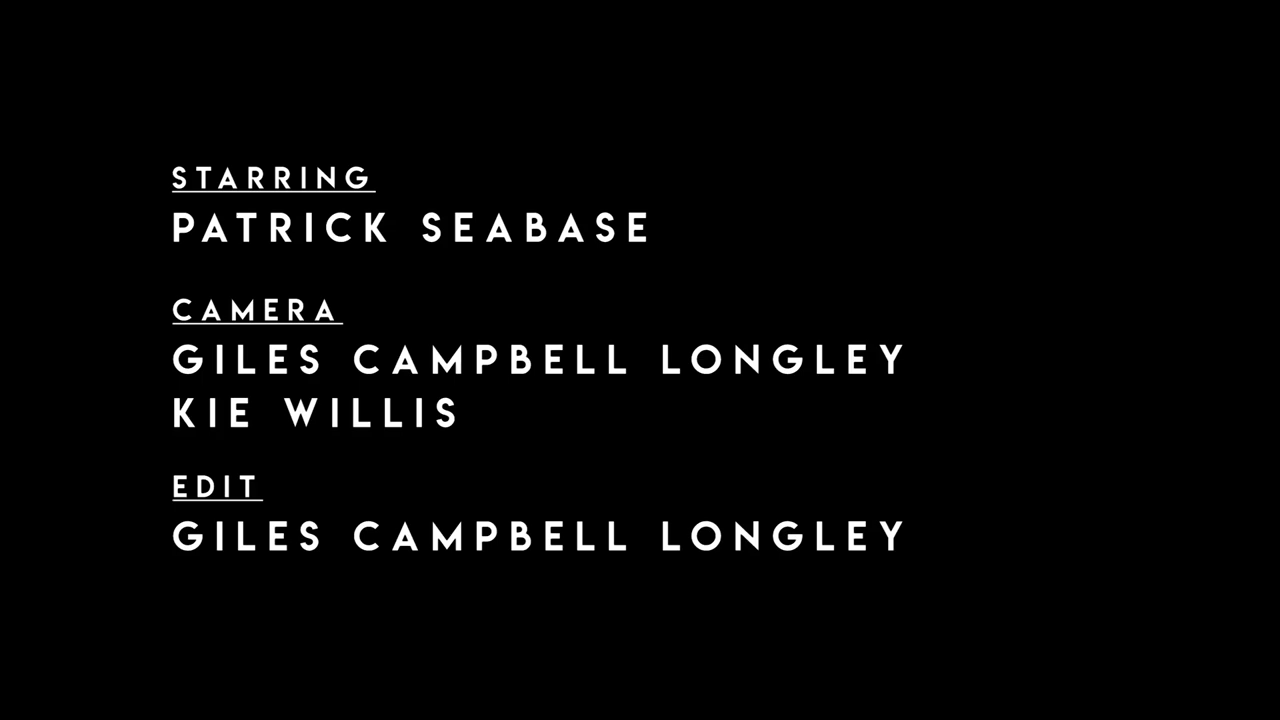 STARRING
PATRICK SEABASE
CAMERA
GILES CAMPBELL LONGLEY
KIE WILLIS
EDIT
GILES CAMPBELL LONGLEY